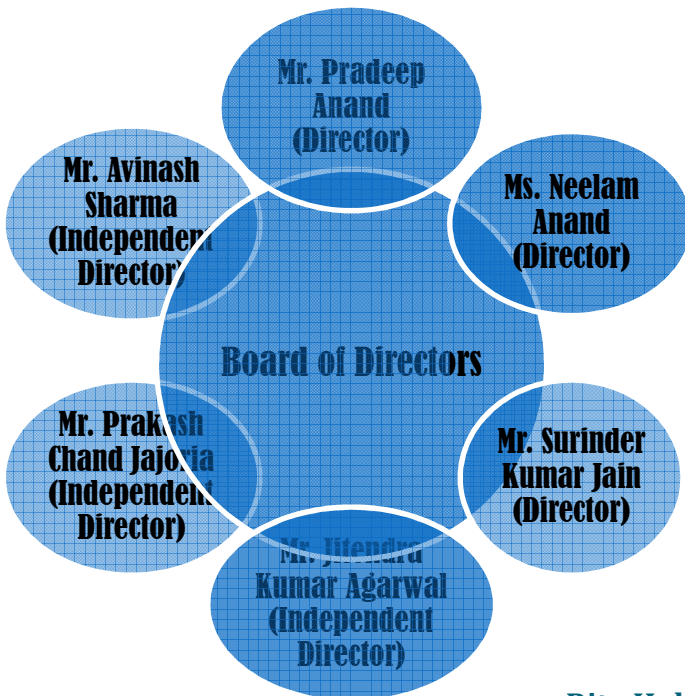 Mr. Pradeep
Anand
(Director)
Ms. Neelam
Anand
(Director)
Mr. Surinder
Kumar Jain
(Director)
Mr. Jitendra
Kumar Agarwal
(Independent
Director)
Mr. Prakash
Chand Jajoria
(Independent
Director)
Mr. Avinash
Sharma
(Independent
Director)
Board of Directors